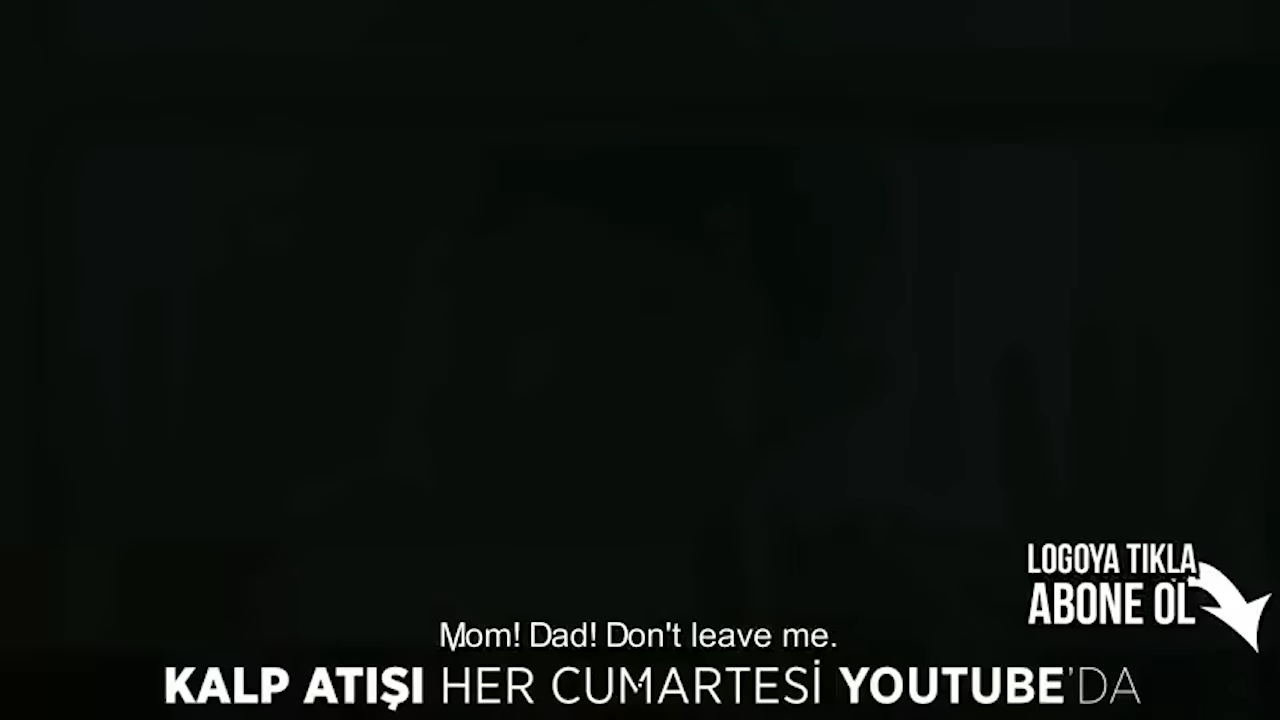 LOGOYA TIKLA
ABONE OL
Mom! Dad! Don't leave me.
KALP ATIŞI HER CUMARTESİ YOUTUBE'DA